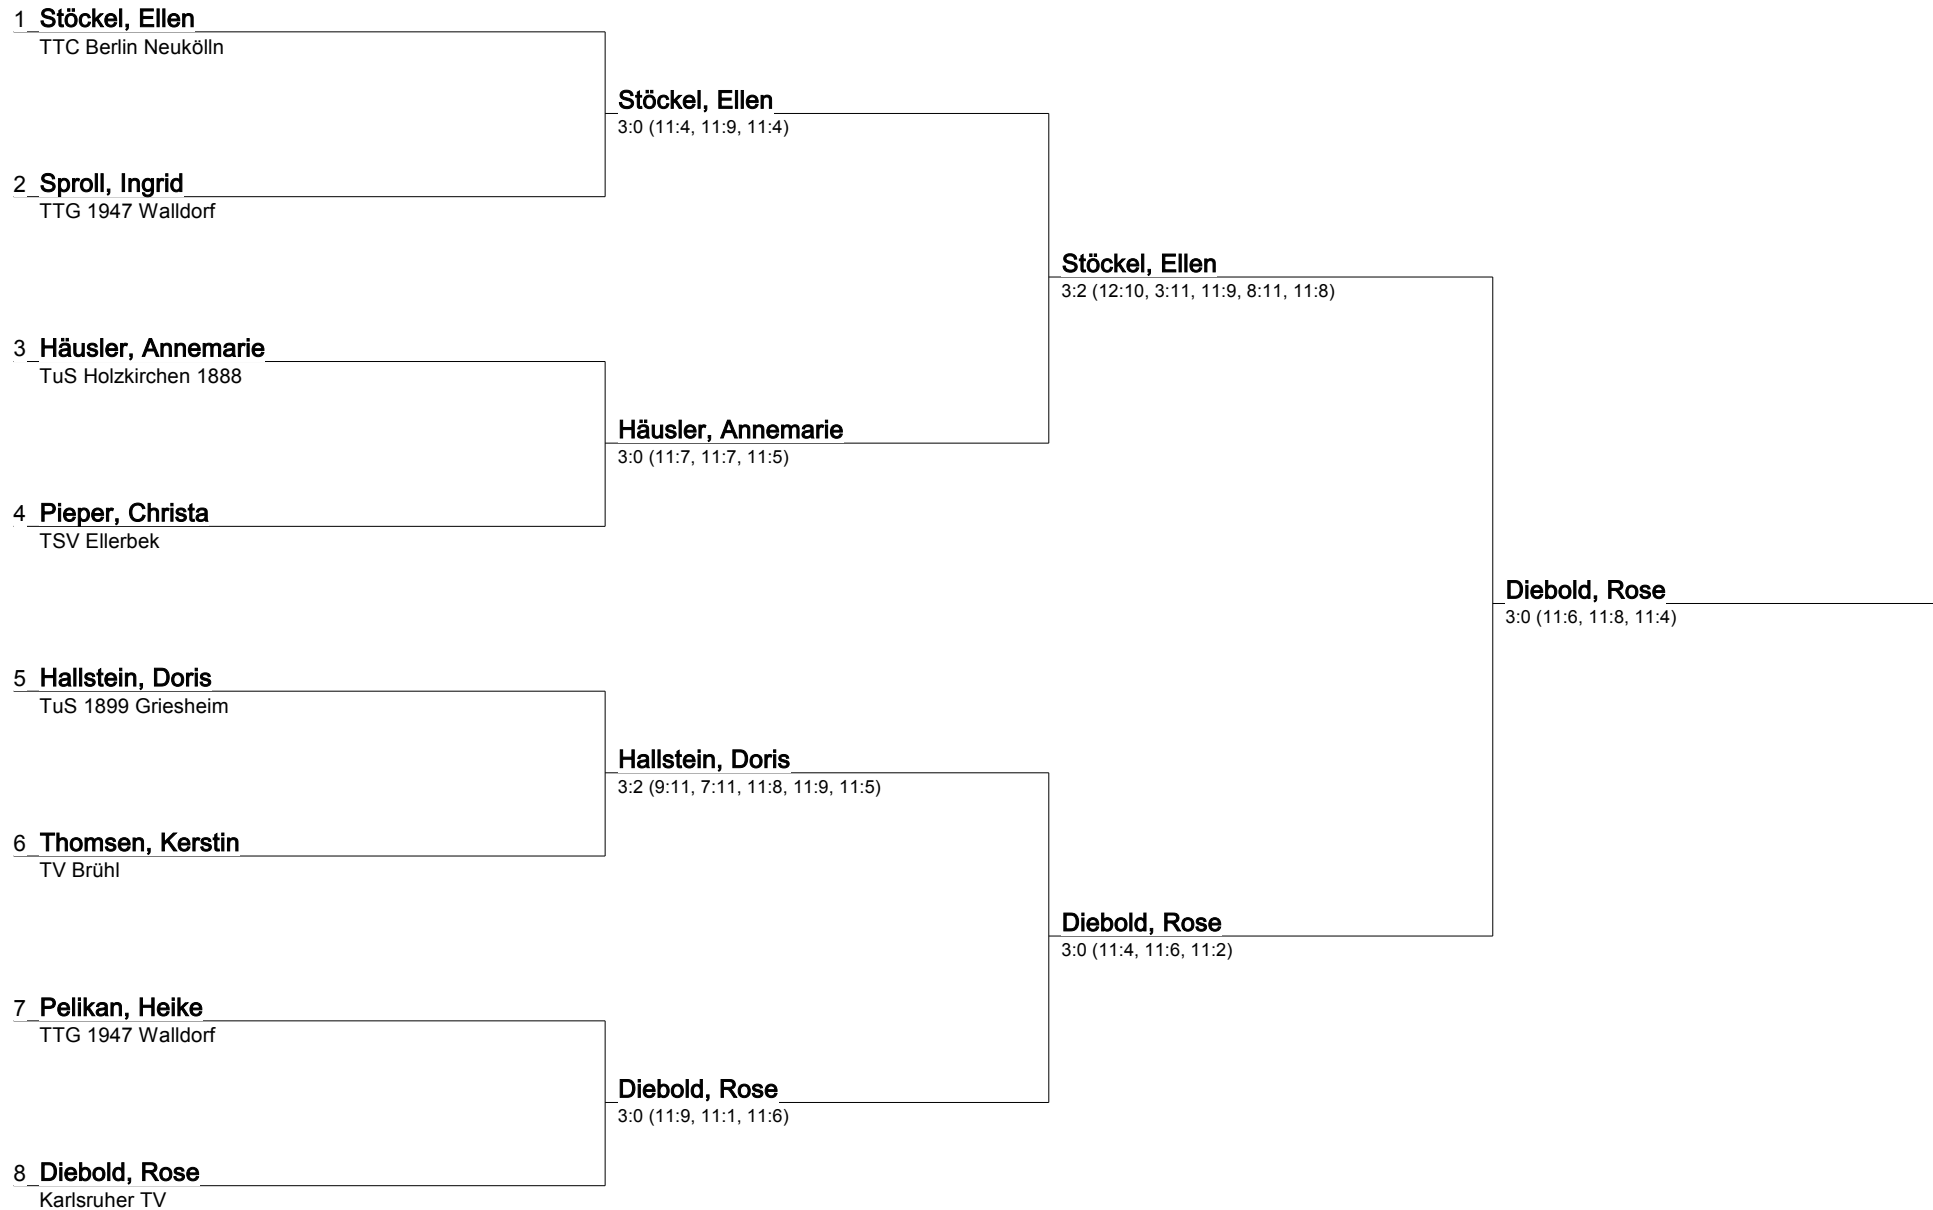 1 Stöckel, Ellen
TTC Berlin Neukölln
Stöckel, Ellen
3:0 (11:4, 11:9, 11:4)
2 Sproll, Ingrid
TTG 1947 Walldorf
Stöckel, Ellen
3:2 (12:10, 3:11, 11:9, 8:11, 11:8)
3 Häusler, Annemarie
TuS Holzkirchen 1888
Häusler, Annemarie
3:0 (11:7, 11:7, 11:5)
4 Pieper, Christa
TSV Ellerbek
Diebold, Rose
3:0 (11:6, 11:8, 11:4)
5 Hallstein, Doris
TuS 1899 Griesheim
Hallstein, Doris
3:2 (9:11, 7:11, 11:8, 11:9, 11:5)
6 Thomsen, Kerstin
TV Brühl
Diebold, Rose
3:0 (11:4, 11:6, 11:2)
7 Pelikan, Heike
TTG 1947 Walldorf
Diebold, Rose
3:0 (11:9, 11:1, 11:6)
8 Diebold, Rose
Karlsruher TV